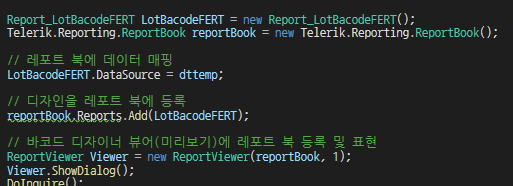 Report_LotBacodeFERT LotBacodeFERT = new Report_LotBacodeFERT();
Telerik.Reporting.ReportBook reportBook = new Telerik.Reporting.ReportBook();
// 레포트 북에 데이터 매핑
LotBacodeFERT.DataSource = dttemp;
// 디자인을 레포트 북에 등록
reportBook.Reports.Add(LotBacodeFERT);
// 바코드 디자이너 뷰어(미리보기)에 레포트 북 등록 및 표현
ReportViewer Viewer = new ReportViewer(reportBook, 1);
Viewer.ShowDialog();
DoInquire();